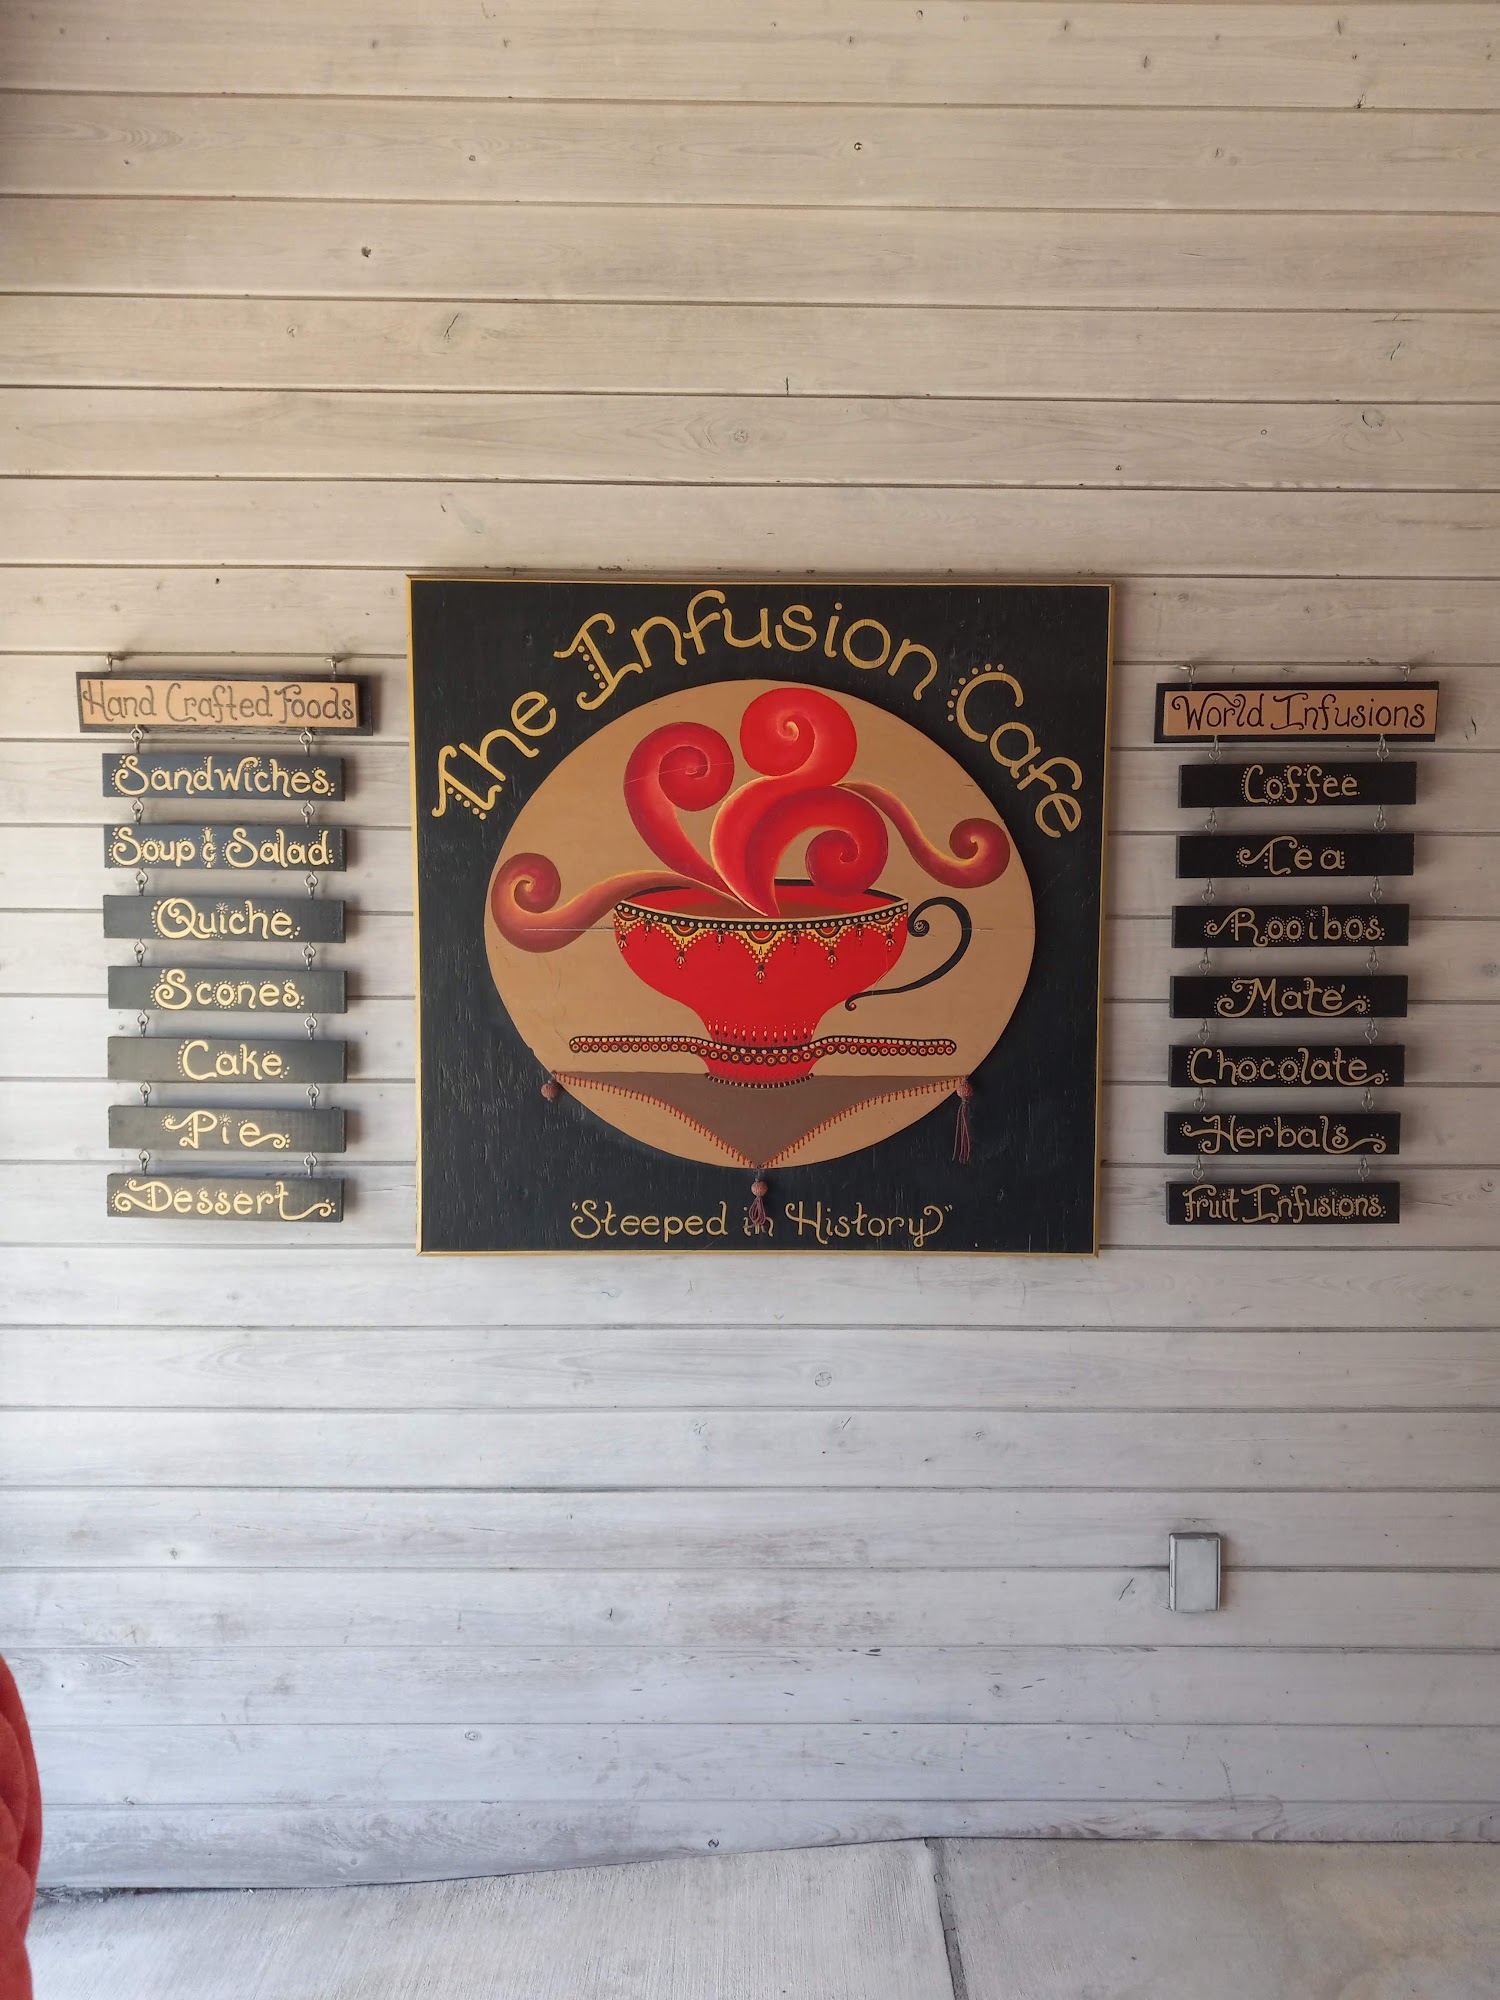 The Infusion Cafe
"Steeped in History"
Hand Crafted Foods
Sandwiches
Soup & Salad
Quiche
Scones
Cake
Pie
Dessert
World Infusions
Coffee
Tea
Rooibos
Maté
Chocolate
Herbals
Fruit Infusions